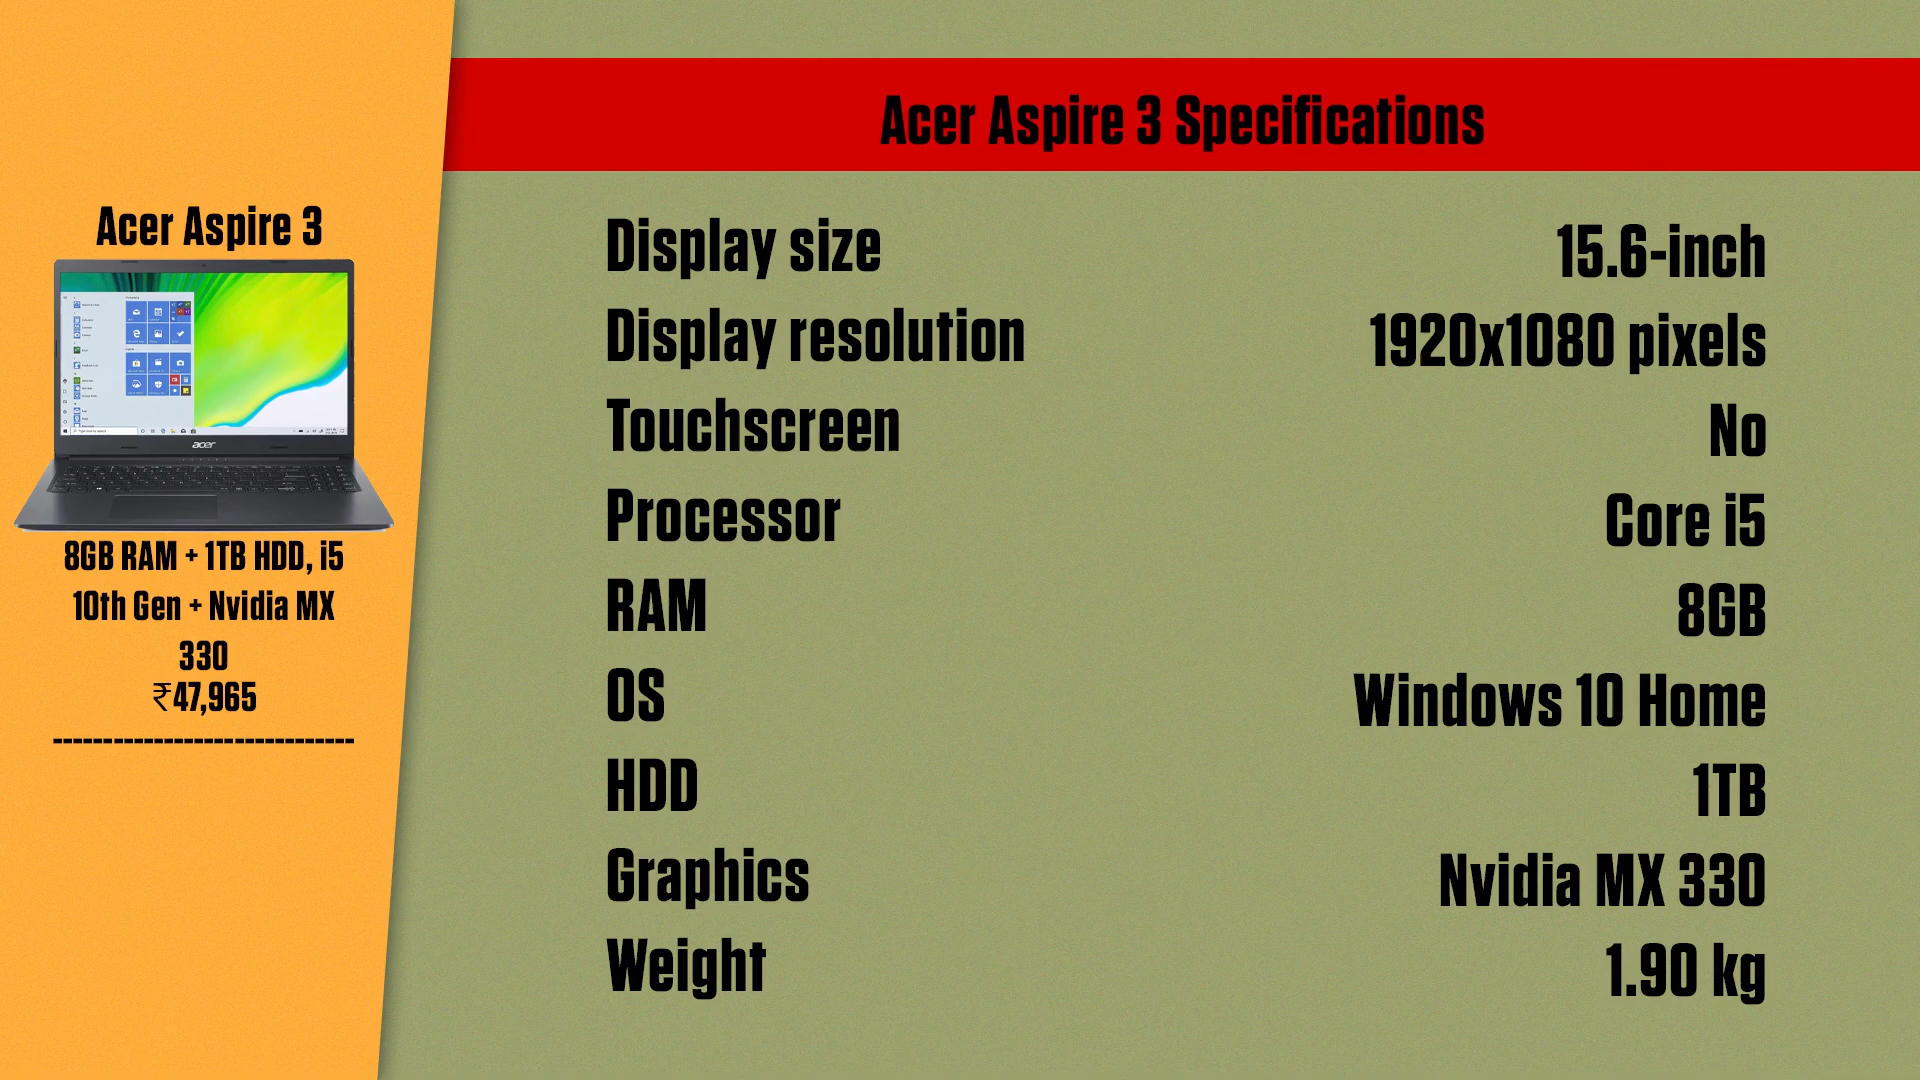 Acer Aspire 3
acer
8GB RAM + 1TB HDD, i5
10th Gen + Nvidia MX
330
₹47,965
------------------------------
Acer Aspire 3 Specifications
Display size 15.6-inch
Display resolution 1920x1080 pixels
Touchscreen No
Processor Core i5
RAM 8GB
OS Windows 10 Home
HDD 1TB
Graphics Nvidia MX 330
Weight 1.90 kg